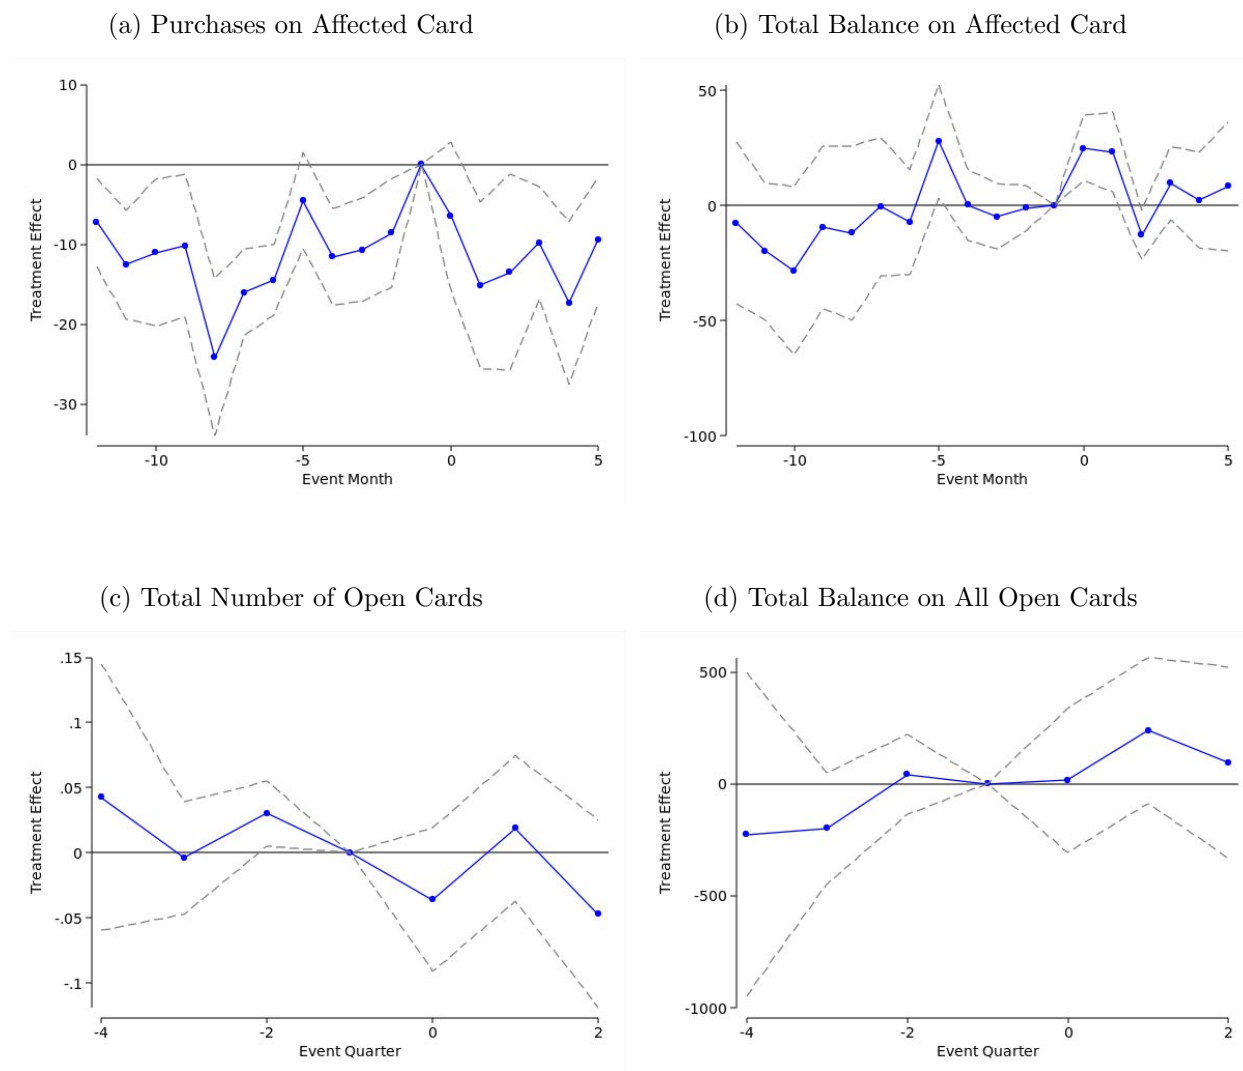 (a) Purchases on Affected Card
10
0
-10
-20
-30
Treatment Effect
-10
-5
0
5
Event Month
(b) Total Balance on Affected Card
50
0
-50
-100
Treatment Effect
-10
-5
0
5
Event Month
(c) Total Number of Open Cards
.15
.1
.05
0
-.05
-.1
Treatment Effect
-4
-2
0
2
Event Quarter
(d) Total Balance on All Open Cards
500
0
-500
-1000
Treatment Effect
-4
-2
0
2
Event Quarter